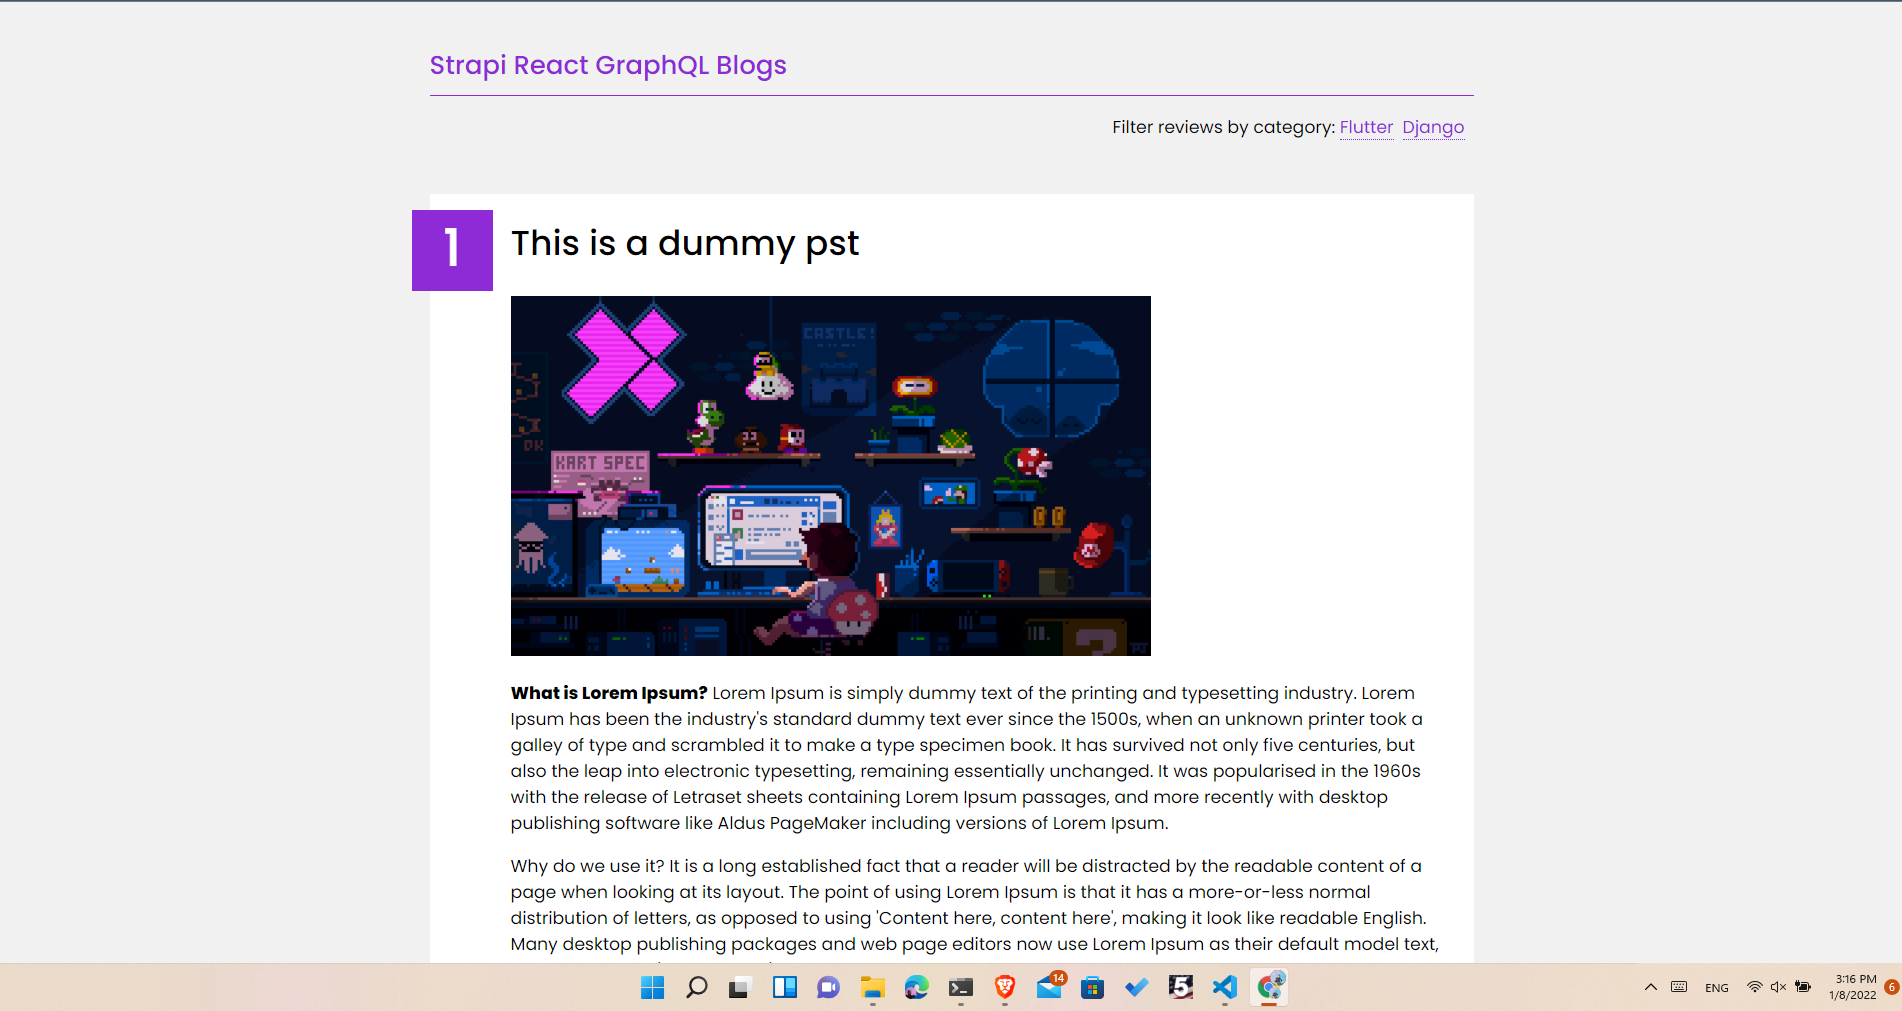 Strapi React GraphQL Blogs
Filter reviews by category: Flutter Django
1
This is a dummy pst
CASTLE!
DK
KART SPEC
What is Lorem Ipsum? Lorem Ipsum is simply dummy text of the printing and typesetting industry. Lorem
Ipsum has been the industry's standard dummy text ever since the 1500s, when an unknown printer took a
galley of type and scrambled it to make a type specimen book. It has survived not only five centuries, but
also the leap into electronic typesetting, remaining essentially unchanged. It was popularised in the 1960s
with the release of Letraset sheets containing Lorem Ipsum passages, and more recently with desktop
publishing software like Aldus PageMaker including versions of Lorem Ipsum.
Why do we use it? It is a long established fact that a reader will be distracted by the readable content of a
page when looking at its layout. The point of using Lorem Ipsum is that it has a more-or-less normal
distribution of letters, as opposed to using 'Content here, content here', making it look like readable English.
Many desktop publishing packages and web page editors now use Lorem Ipsum as their default model text,
14
5
ENG
3:16 PM
1/8/2022
6